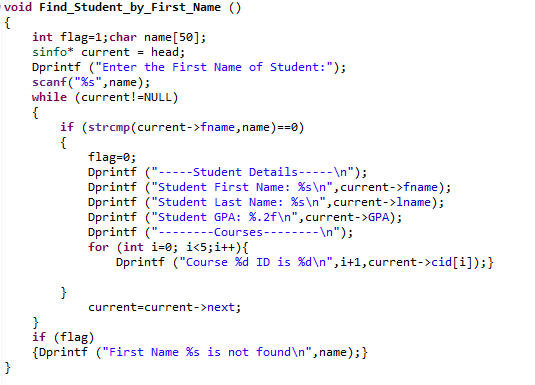 void Find_Student_by_First_Name ()
{
    int flag=1;char name[50];
    sinfo* current = head;
    Dprintf ("Enter the First Name of Student:");
    scanf("%s",name);
    while (current!=NULL)
    {
        if (strcmp(current->fname,name)==0)
        {
            flag=0;
            Dprintf ("-----Student Details-----\n");
            Dprintf ("Student First Name: %s\n",current->fname);
            Dprintf ("Student Last Name: %s\n",current->lname);
            Dprintf ("Student GPA: %.2f\n",current->GPA);
            Dprintf ("--------Courses--------\n");
            for (int i=0; i<5;i++){
                Dprintf ("Course %d ID is %d\n",i+1,current->cid[i]);}
        }
            current=current->next;
    }
    if (flag)
    {Dprintf ("First Name %s is not found\n",name);}
}